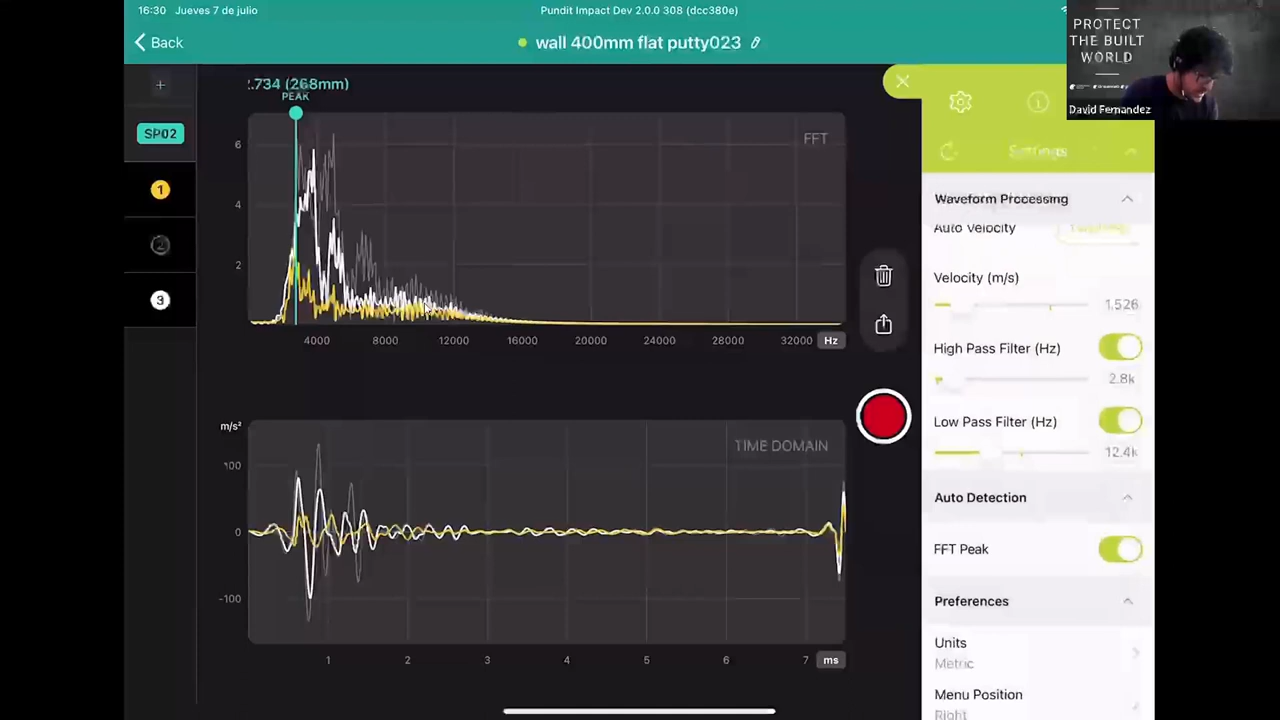 16:30 Jueves 7 de julio
Pundit Impact Dev 2.0.0 308 (dcc380e)
Back
wall 400mm flat putty023
PROTECT
THE BUILT
WORLD
David Fernandez
.734 (268mm)
PEAK
SP02
1
2
3
FFT
6
4
2
4000 8000 12000 16000 20000 24000 28000 32000 Hz
m/s²
TIME DOMAIN
100
0
-100
1 2 3 4 5 6 7 ms
Settings
Waveform Processing
Auto Velocity
Velocity (m/s)
1.526
High Pass Filter (Hz)
2.8k
Low Pass Filter (Hz)
12.4k
Auto Detection
FFT Peak
Preferences
Units
Metric
Menu Position
Right